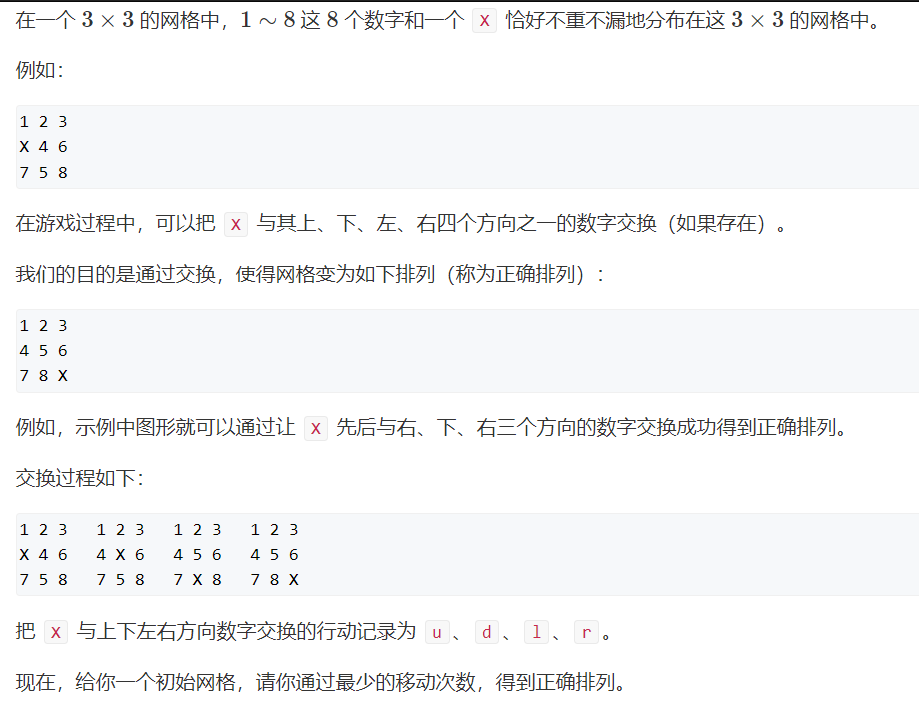 在一个 3 × 3 的网格中，1 ∼ 8 这 8 个数字和一个 X 恰好不重不漏地分布在这 3 × 3 的网格中。
例如：
1 2 3
X 4 6
7 5 8
在游戏过程中，可以把 X 与其上、下、左、右四个方向之一的数字交换（如果存在）。
我们的目的是通过交换，使得网格变为如下排列（称为正确排列）：
1 2 3
4 5 6
7 8 X
例如，示例中图形就可以通过让 X 先后与右、下、右三个方向的数字交换成功得到正确排列。
交换过程如下：
1 2 3   1 2 3   1 2 3   1 2 3
X 4 6   4 X 6   4 5 6   4 5 6
7 5 8   7 5 8   7 X 8   7 8 X
把 X 与上下左右方向数字交换的行动记录为 u、d、l、r。
现在，给你一个初始网格，请你通过最少的移动次数，得到正确排列。